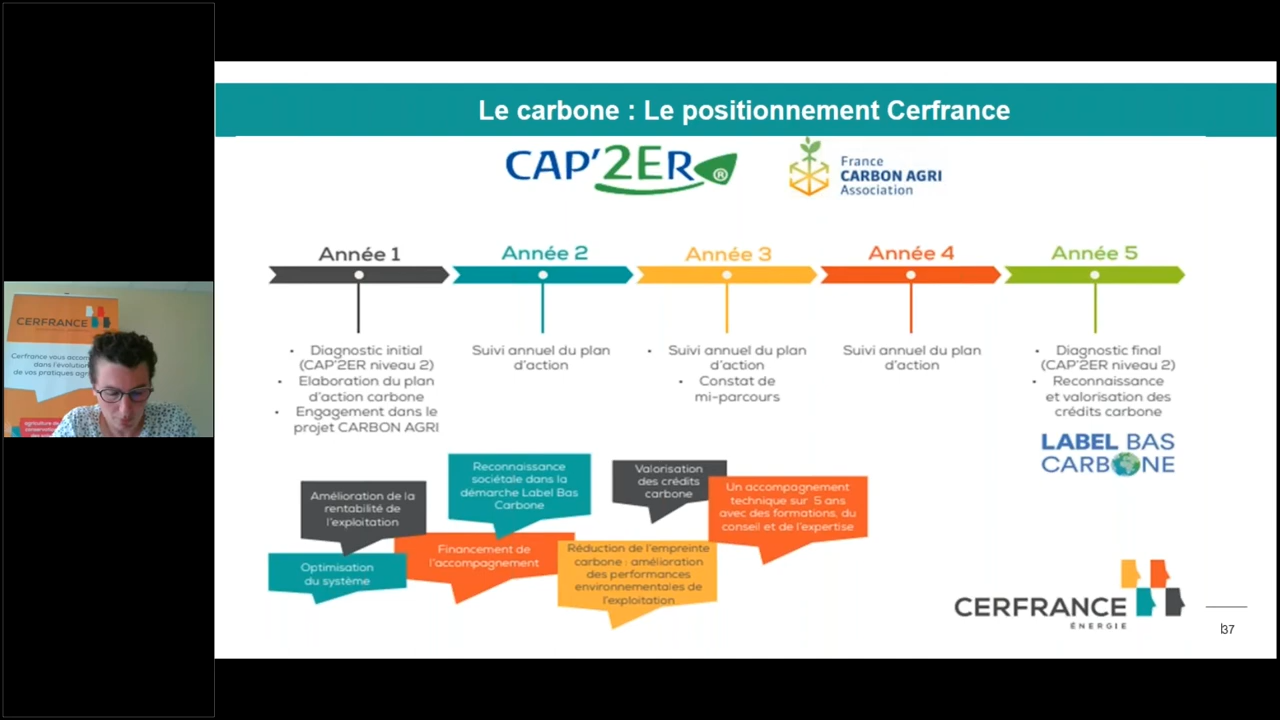 Le carbone : Le positionnement Cerfrance
CAP'2ER®
France
CARBON AGRI
Association
Année 1
Année 2
Année 3
Année 4
Année 5
• Diagnostic initial
(CAP'2ER niveau 2)
• Elaboration du plan
d'action carbone
• Engagement dans le
projet CARBON AGRI
Suivi annuel du plan
d'action
• Suivi annuel du plan
d'action
• Constat de
mi-parcours
Suivi annuel du plan
d'action
• Diagnostic final
(CAP'2ER niveau 2)
• Reconnaissance
et valorisation des
crédits carbone
LABEL BAS
CARBONE
Amélioration de la
rentabilité de
l'exploitation
Reconnaissance
sociétale dans la
démarche Label Bas
Carbone
Valorisation
des crédits
carbone
Un accompagnement
technique sur 5 ans
avec des formations, du
conseil et de l'expertise
Optimisation
du système
Financement de
l'accompagnement
Réduction de l'empreinte
carbone : amélioration
des performances
environnementales de
l'exploitation
CERFRANCE
ÉNERGIE
37
CERFRANCE
Cerfrance vous accom
dans l'évolution
de vos pratiques agr